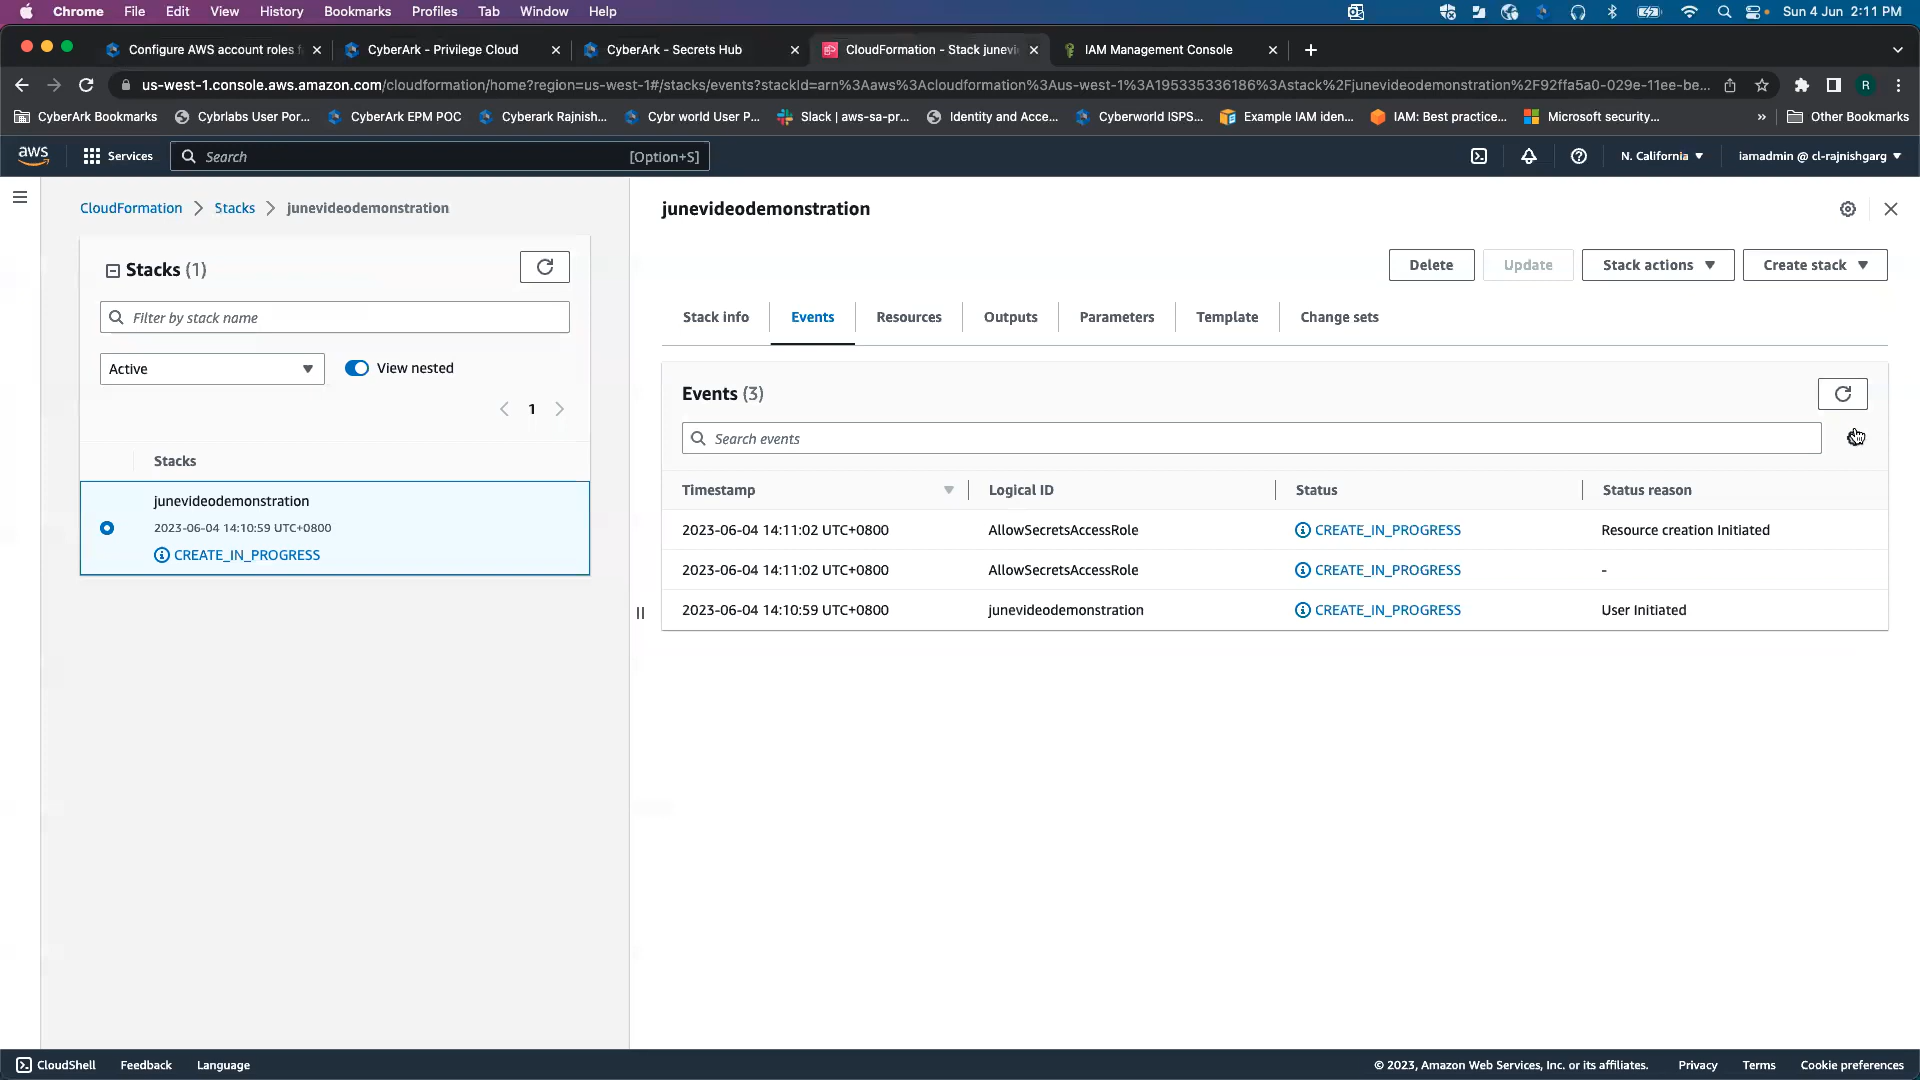 Chrome File Edit View History Bookmarks Profiles Tab Window Help Sun 4 Jun 2:11 PM
Configure AWS account roles f CyberArk - Privilege Cloud CyberArk - Secrets Hub CloudFormation - Stack junevi IAM Management Console
us-west-1.console.aws.amazon.com/cloudformation/home?region=us-west-1#/stacks/events?stackId=arn%3Aaws%3Acloudformation%3Aus-west-1%3A195335336186%3Astack%2Fjunevideodemonstration%2F92ffa5a0-029e-11ee-be... R
CyberArk Bookmarks Cybrlabs User Por... CyberArk EPM POC Cyberark Rajnish... Cybr world User P... Slack | aws-sa-pr... Identity and Acce... Cyberworld ISPS... Example IAM iden... IAM: Best practice... Microsoft security... » Other Bookmarks
aws Services Search [Option+S] N. California iamadmin @ cl-rajnishgarg
CloudFormation Stacks junevideodemonstration
junevideodemonstration
Stacks (1)
Delete Update Stack actions Create stack
Filter by stack name
Stack info Events Resources Outputs Parameters Template Change sets
Active View nested
Events (3)
1
Search events
Stacks
Timestamp Logical ID Status Status reason
junevideodemonstration
2023-06-04 14:10:59 UTC+0800
CREATE_IN_PROGRESS
2023-06-04 14:11:02 UTC+0800 AllowSecretsAccessRole CREATE_IN_PROGRESS Resource creation Initiated
2023-06-04 14:11:02 UTC+0800 AllowSecretsAccessRole CREATE_IN_PROGRESS -
2023-06-04 14:10:59 UTC+0800 junevideodemonstration CREATE_IN_PROGRESS User Initiated
CloudShell Feedback Language © 2023, Amazon Web Services, Inc. or its affiliates. Privacy Terms Cookie preferences